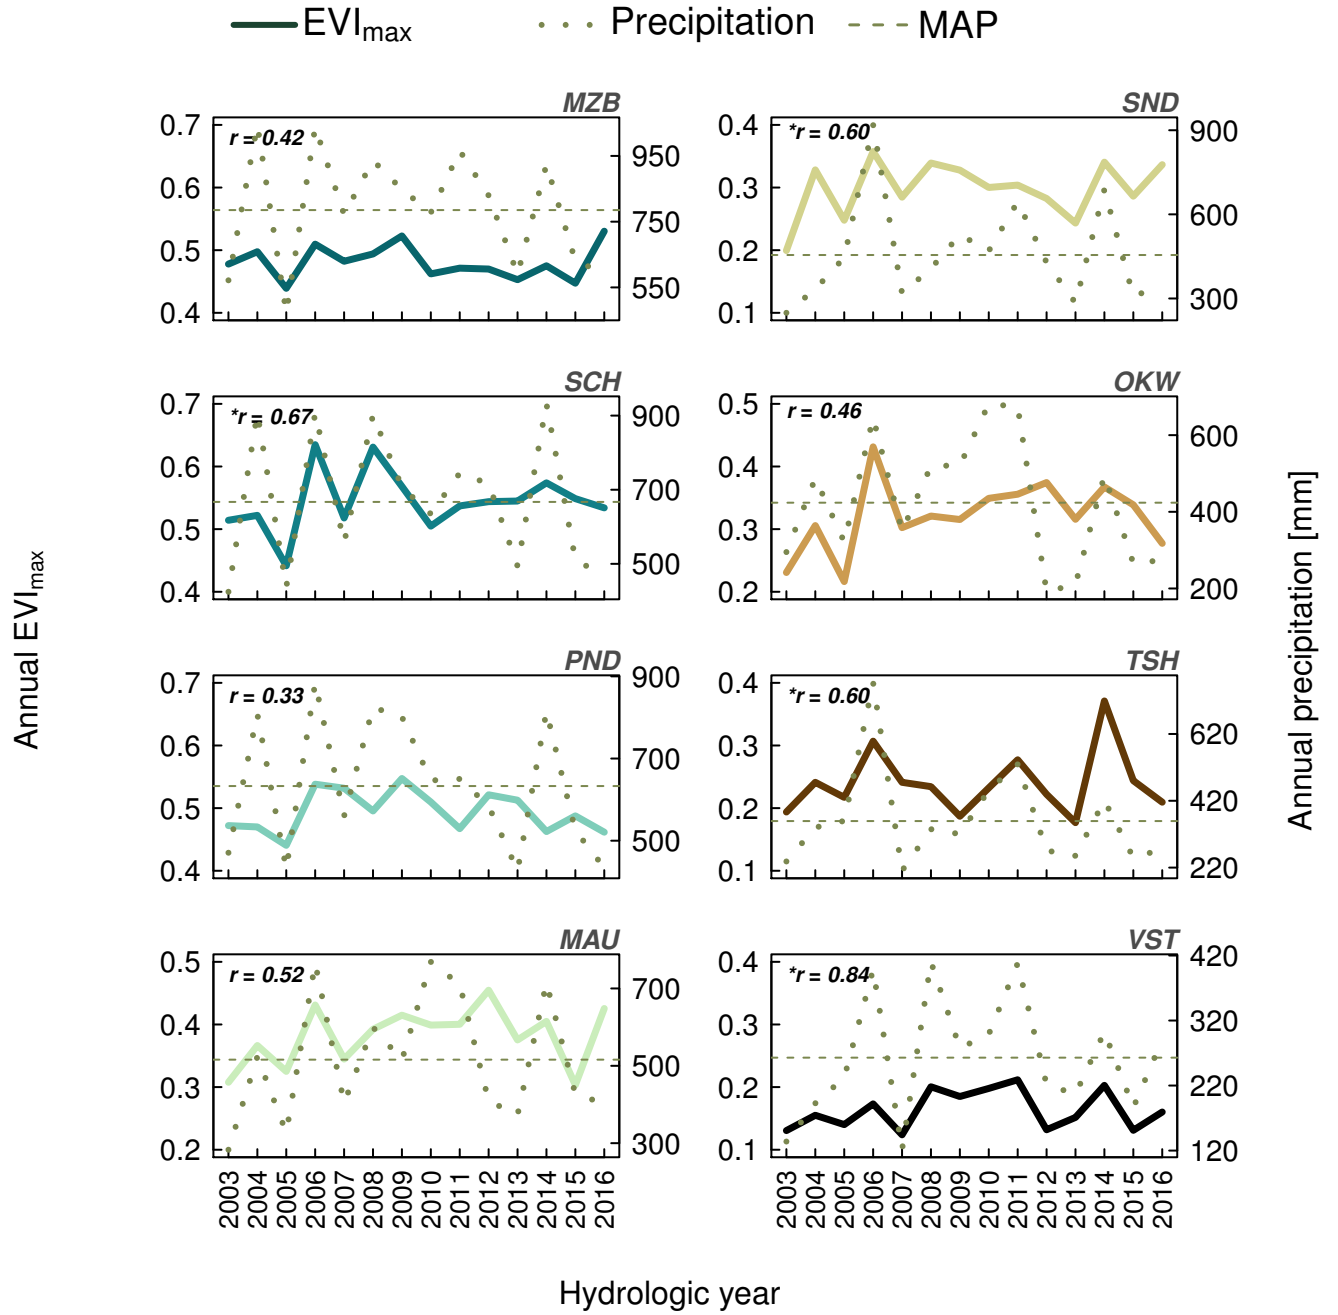 EVImax Precipitation MAP
MZB
r = 0.42
0.7
0.6
0.5
0.4
950
750
550
SND
*r = 0.60
0.4
0.3
0.2
0.1
900
600
300
SCH
*r = 0.67
0.7
0.6
0.5
0.4
900
700
500
OKW
r = 0.46
0.5
0.4
0.3
0.2
600
400
200
PND
r = 0.33
0.7
0.6
0.5
0.4
900
700
500
TSH
*r = 0.60
0.4
0.3
0.2
0.1
620
420
220
MAU
r = 0.52
0.5
0.4
0.3
0.2
700
500
300
2003 2004 2005 2006 2007 2008 2009 2010 2011 2012 2013 2014 2015 2016
VST
*r = 0.84
0.4
0.3
0.2
0.1
420
320
220
120
2003 2004 2005 2006 2007 2008 2009 2010 2011 2012 2013 2014 2015 2016
Annual EVImax
Annual precipitation [mm]
Hydrologic year